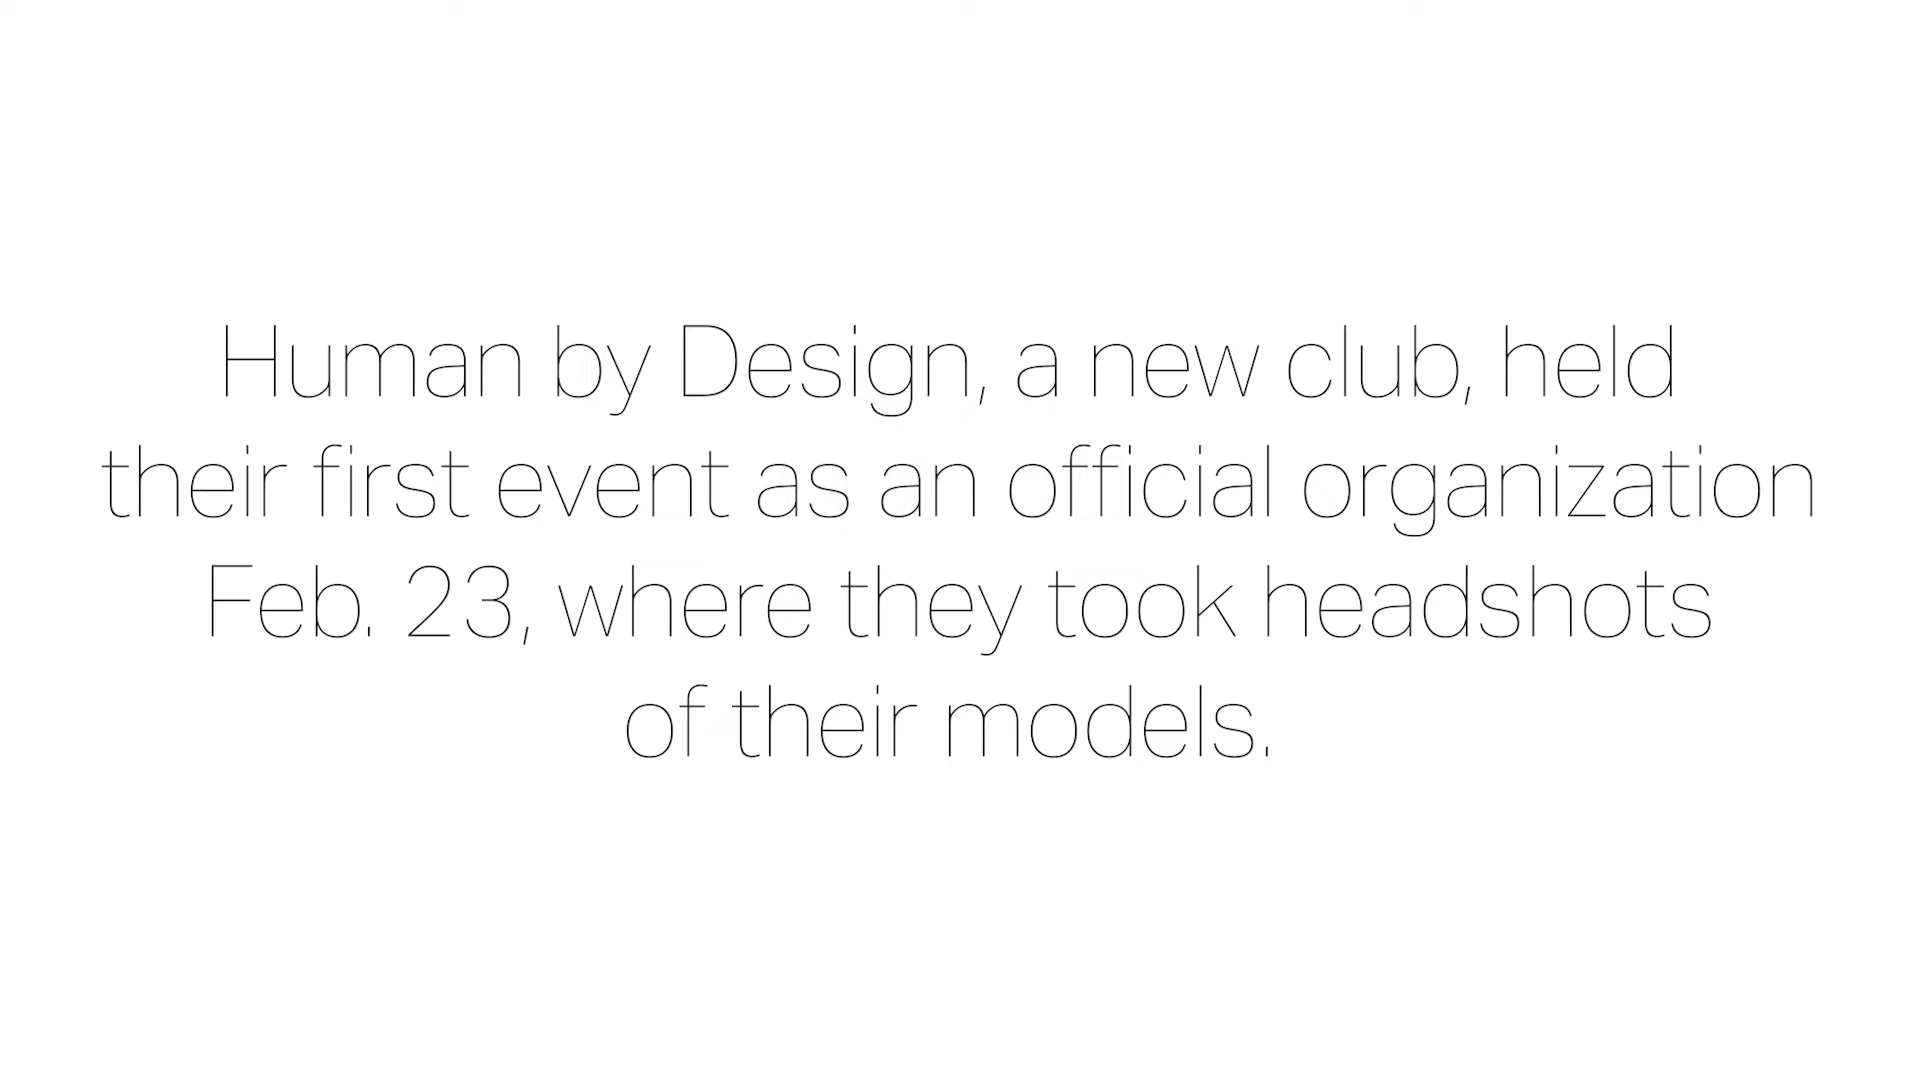 Human by Design, a new club, held
their first event as an official organization
Feb. 23, where they took headshots
of their models.